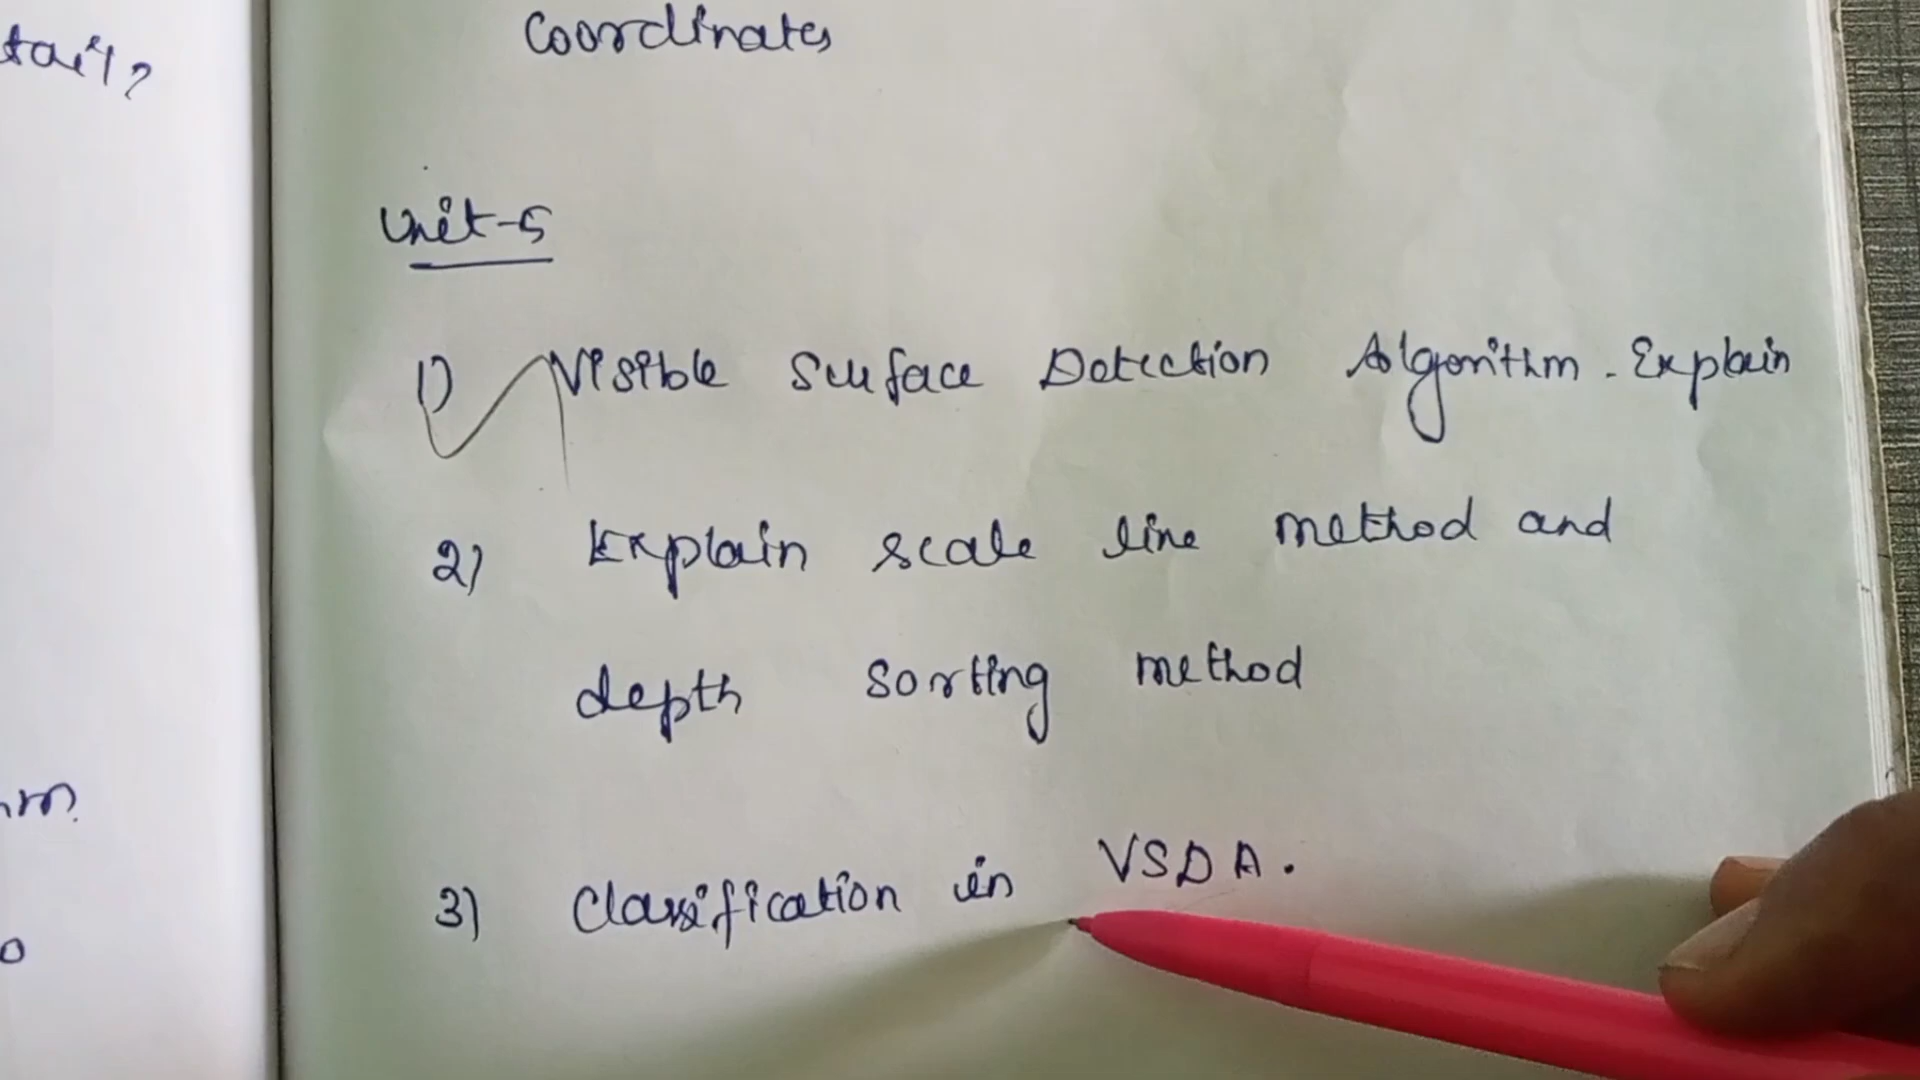 Coordinates
Unit-5
1) Visible Surface Detection Algorithm. Explain
2) Explain scale line method and
depth sorting method
3) Classification in VSDA.